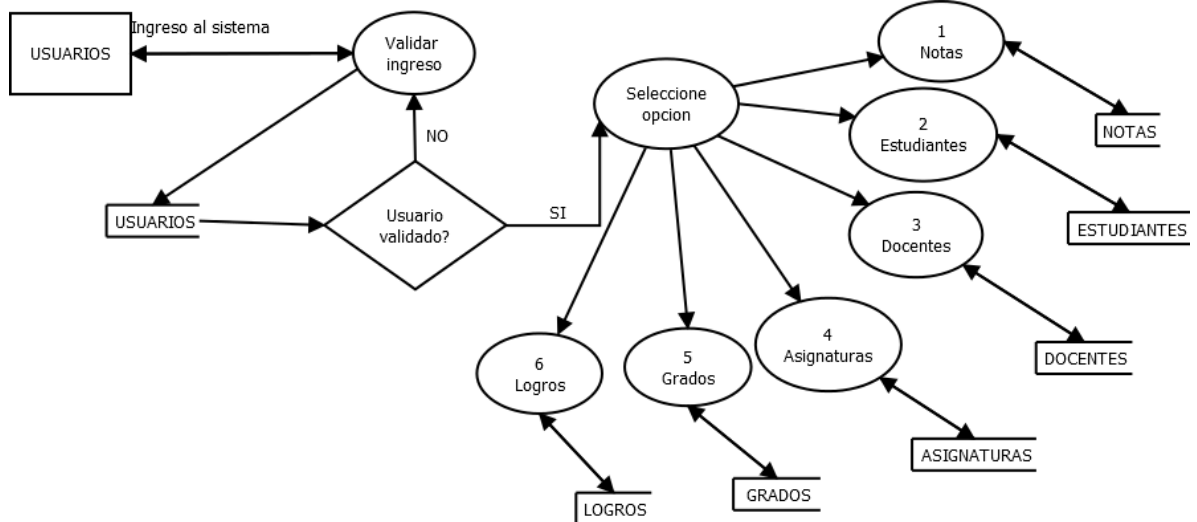 USUARIOS
Ingreso al sistema
Validar
ingreso
Seleccione
opcion
1
Notas
NOTAS
2
Estudiantes
ESTUDIANTES
NO
USUARIOS
Usuario
validado?
SI
3
Docentes
DOCENTES
4
Asignaturas
ASIGNATURAS
5
Grados
GRADOS
6
Logros
LOGROS